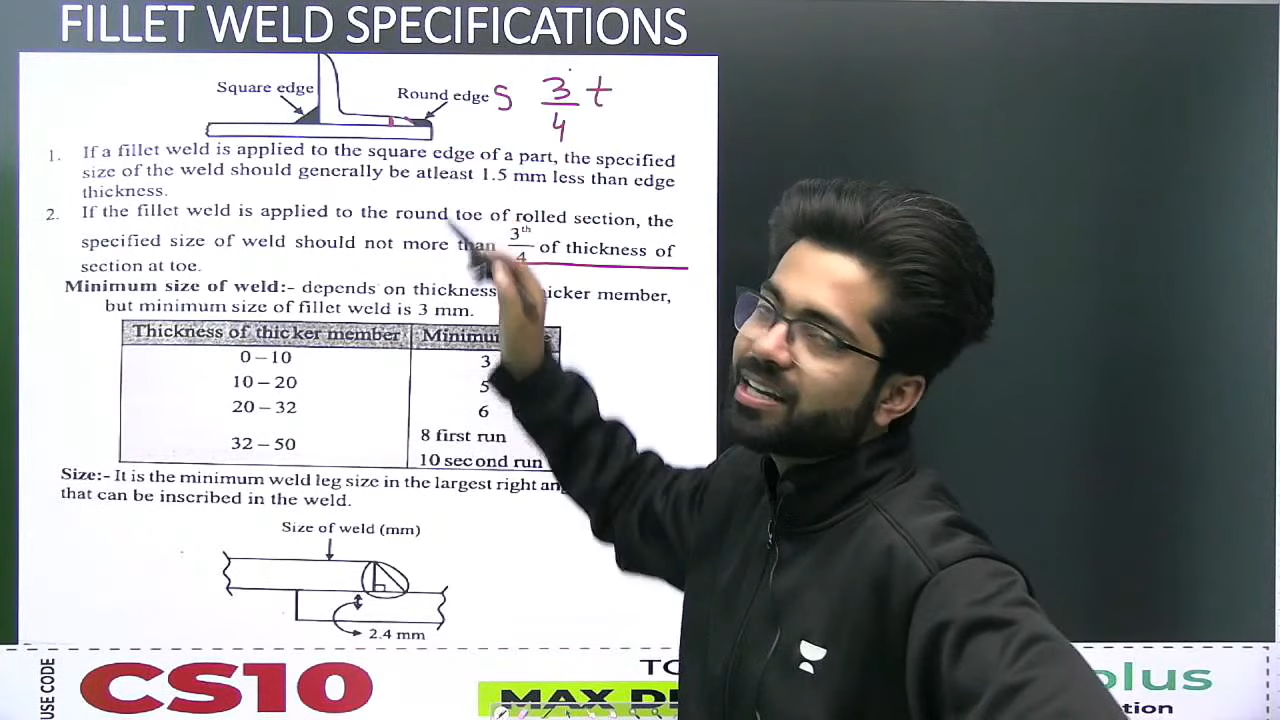 FILLET WELD SPECIFICATIONS
Square edge
Round edge S 3/4 t
1. If a fillet weld is applied to the square edge of a part, the specified
size of the weld should generally be atleast 1.5 mm less than edge
thickness.
2. If the fillet weld is applied to the round toe of rolled section, the
specified size of weld should not more than 3th/4 of thickness of
section at toe.
Minimum size of weld:- depends on thickness icker member,
but minimum size of fillet weld is 3 mm.
Thickness of thicker member Minimu
0 – 10 3
10 – 20 5
20 – 32 6
32 – 50 8 first run
10 second run
Size:- It is the minimum weld leg size in the largest right an
that can be inscribed in the weld.
Size of weld (mm)
2.4 mm
USE CODE
CS10
TO
MAX D
plus
tion